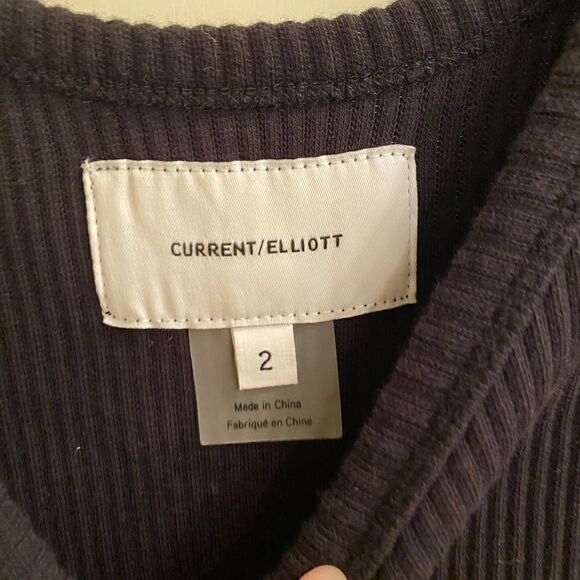 CURRENT/ELLIOTT
2
Made in China
Fabriqué en Chine